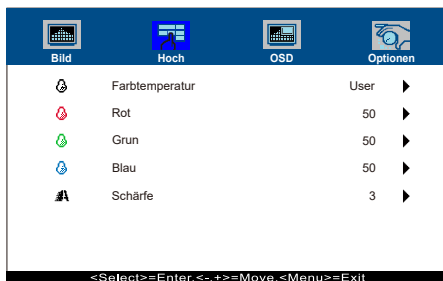 Bild Hoch OSD Optionen
Farbtemperatur User
Rot 50
Grun 50
Blau 50
Schärfe 3
<Select>=Enter,<-,+>=Move,<Menu>=Exit